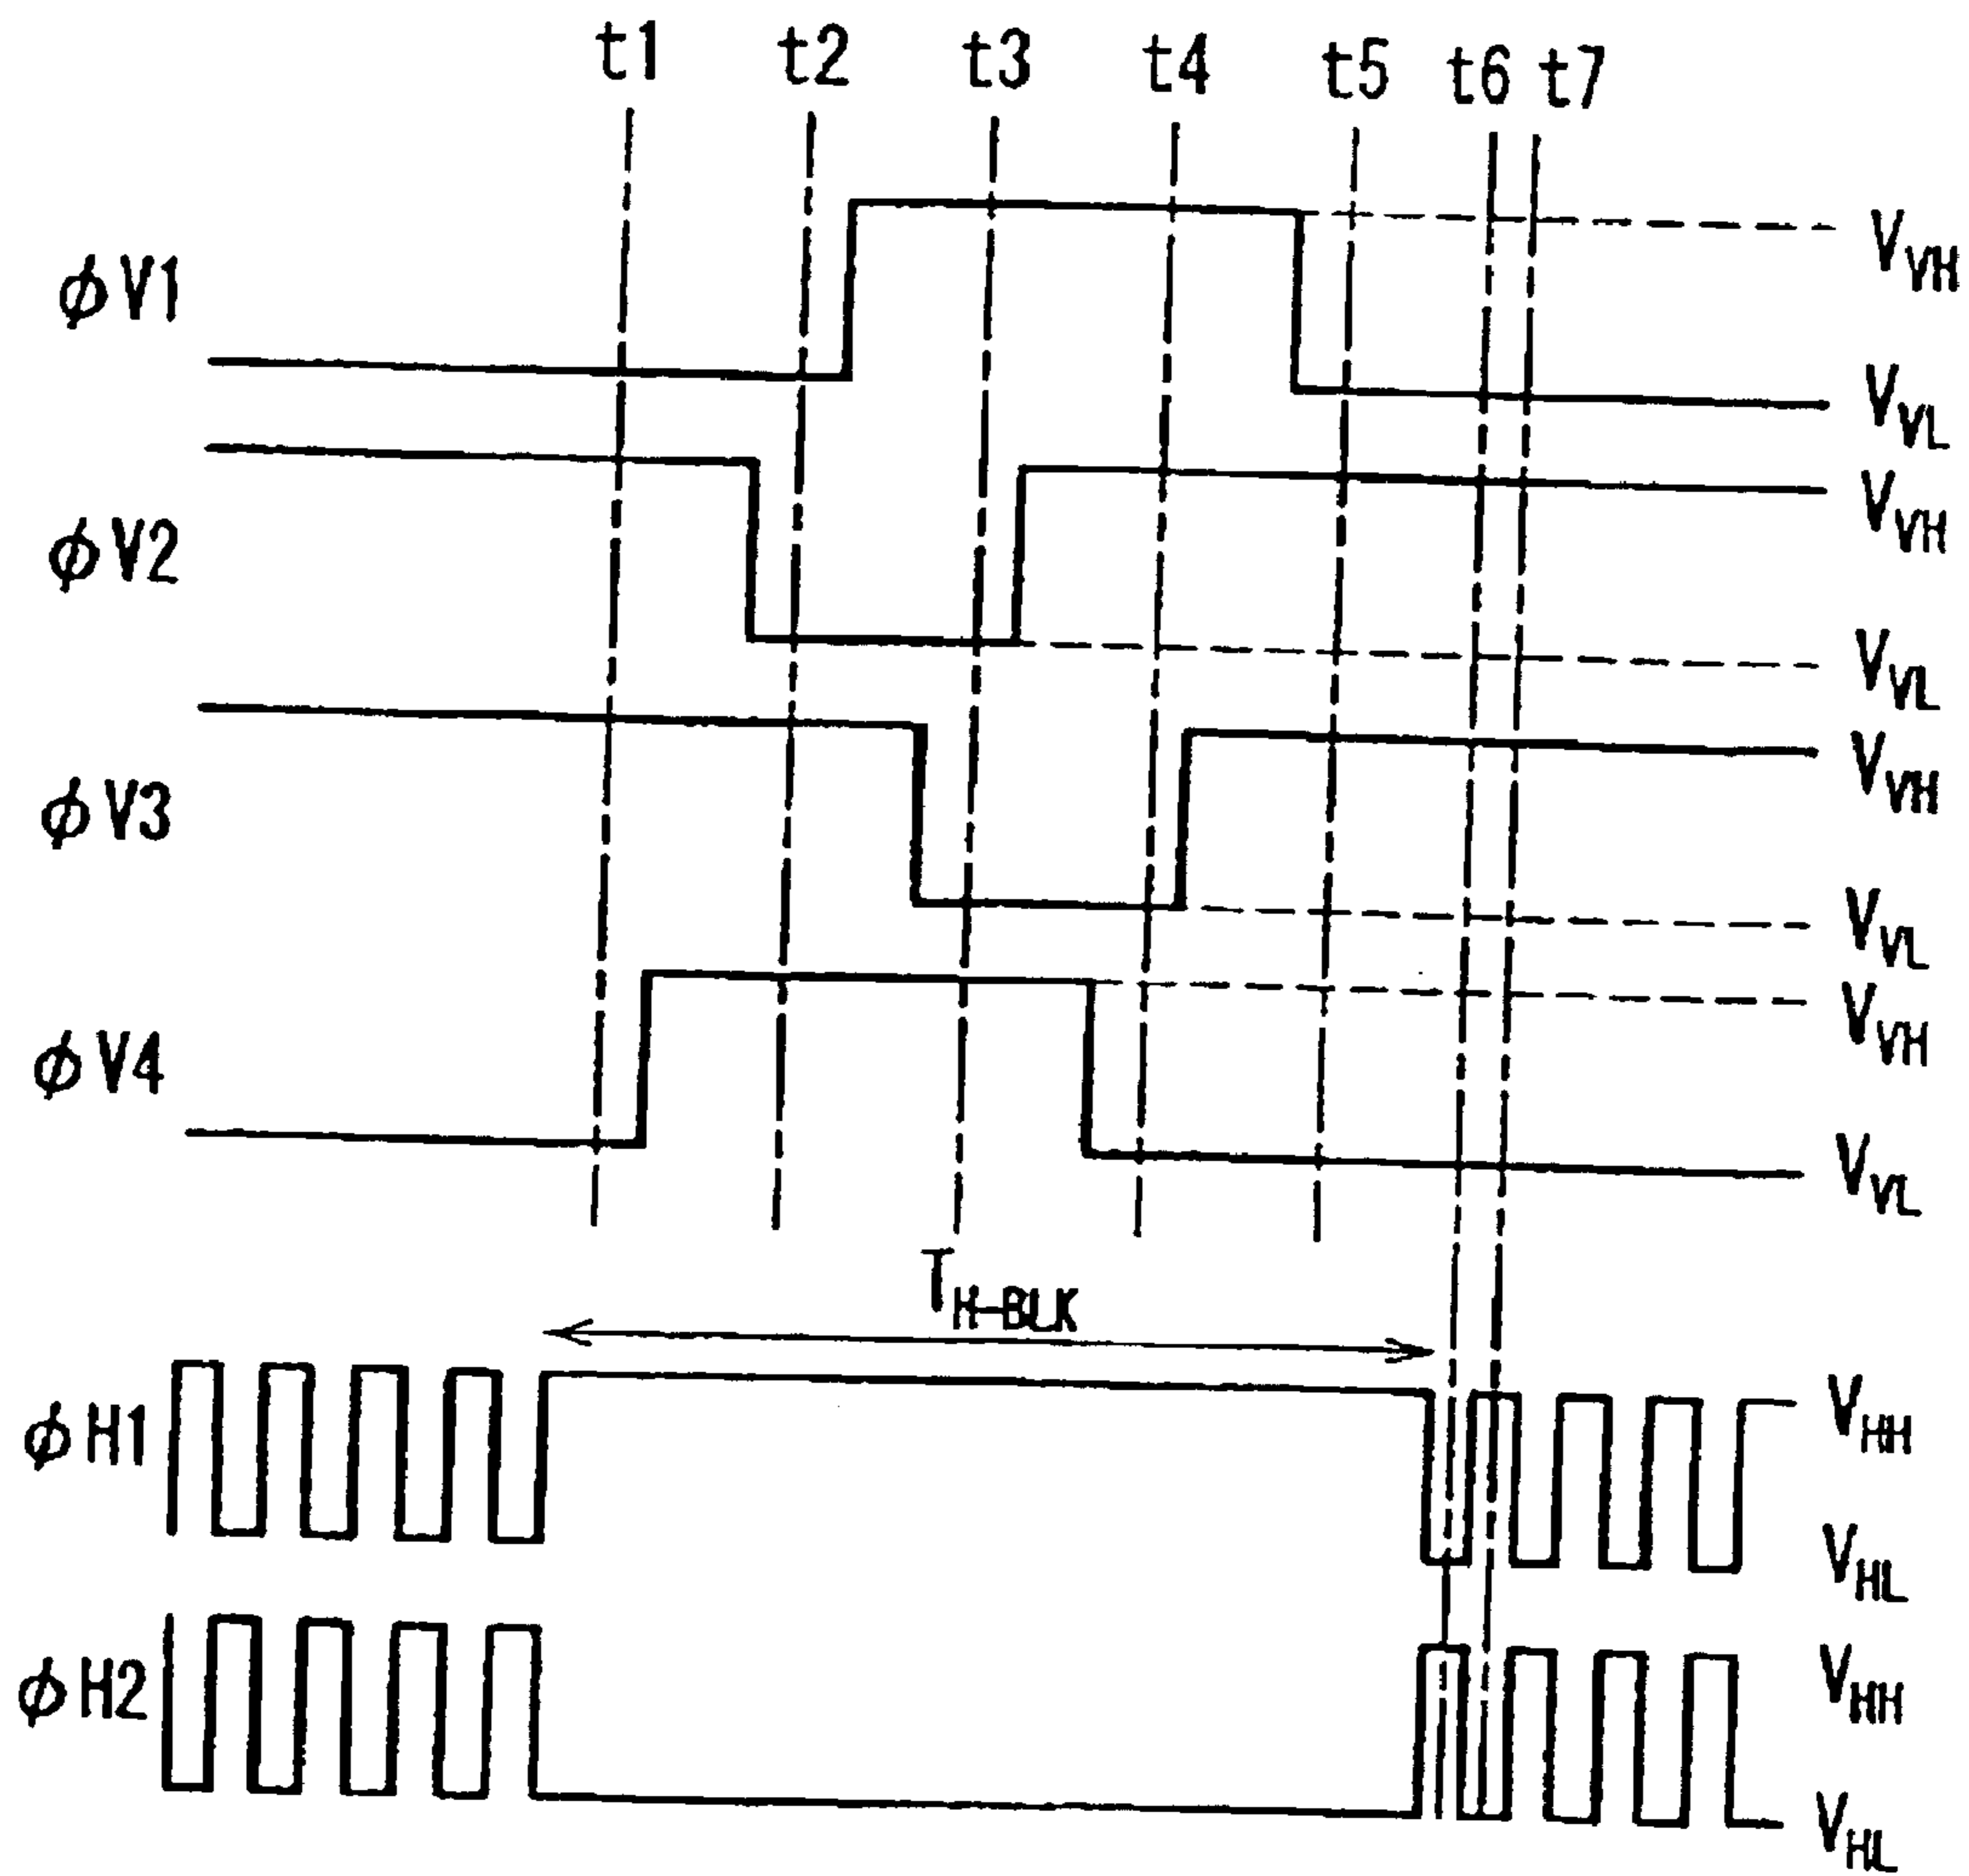 t1 t2 t3 t4 t5 t6 t7
ϕV1
V_VH
V_VL
ϕV2
V_VH
V_VL
ϕV3
V_VH
V_VL
ϕV4
V_VH
V_VL
T_H-BLK
ϕH1
V_HH
V_HL
ϕH2
V_HH
V_HL